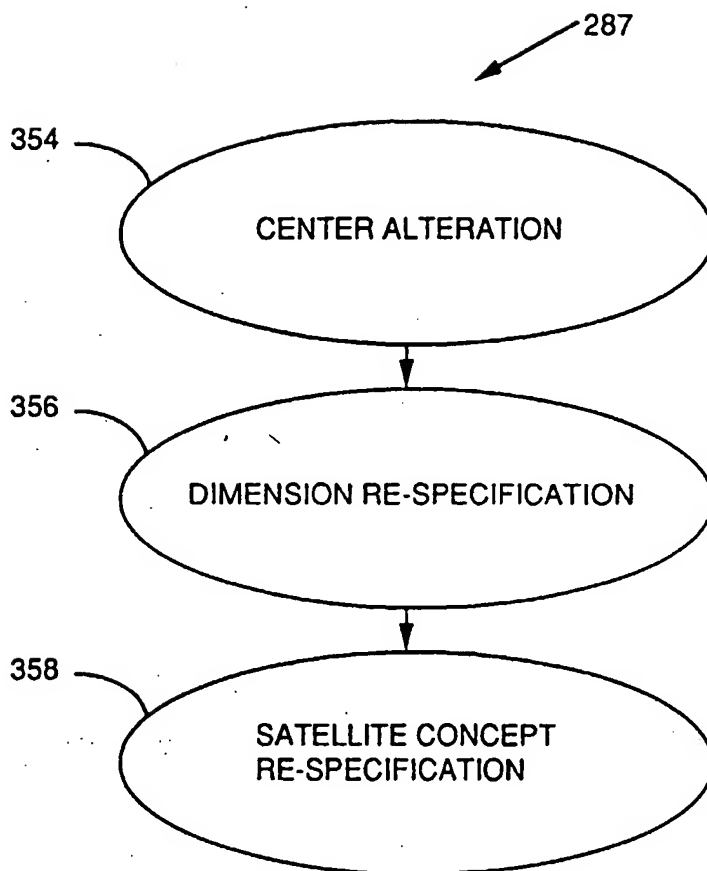 287
354
CENTER ALTERATION
356
DIMENSION RE-SPECIFICATION
358
SATELLITE CONCEPT
RE-SPECIFICATION